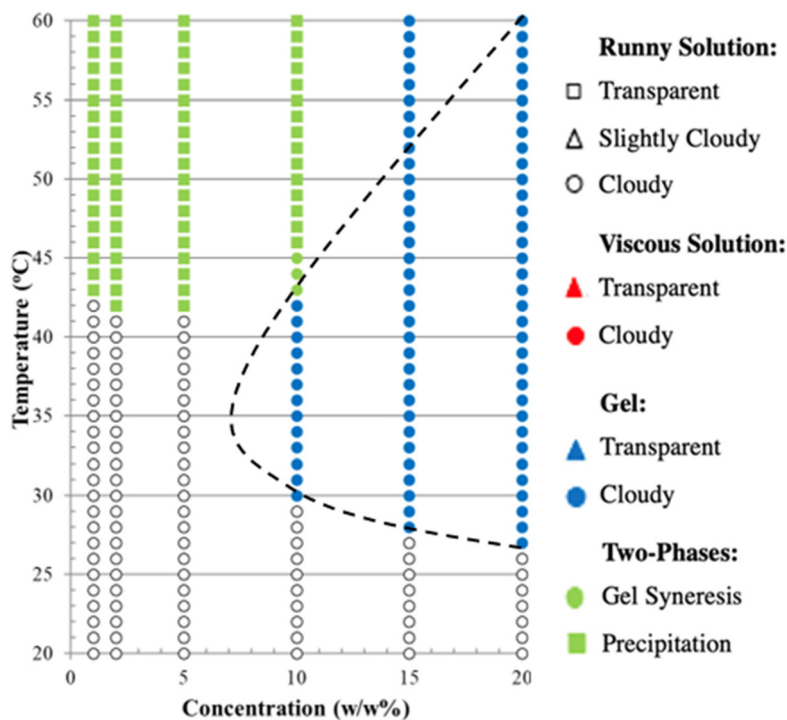 60
55
50
45
40
35
30
25
20
Temperature (ºC)
0
5
10
15
20
Concentration (w/w%)
Runny Solution:
Transparent
Slightly Cloudy
Cloudy
Viscous Solution:
Transparent
Cloudy
Gel:
Transparent
Cloudy
Two-Phases:
Gel Syneresis
Precipitation